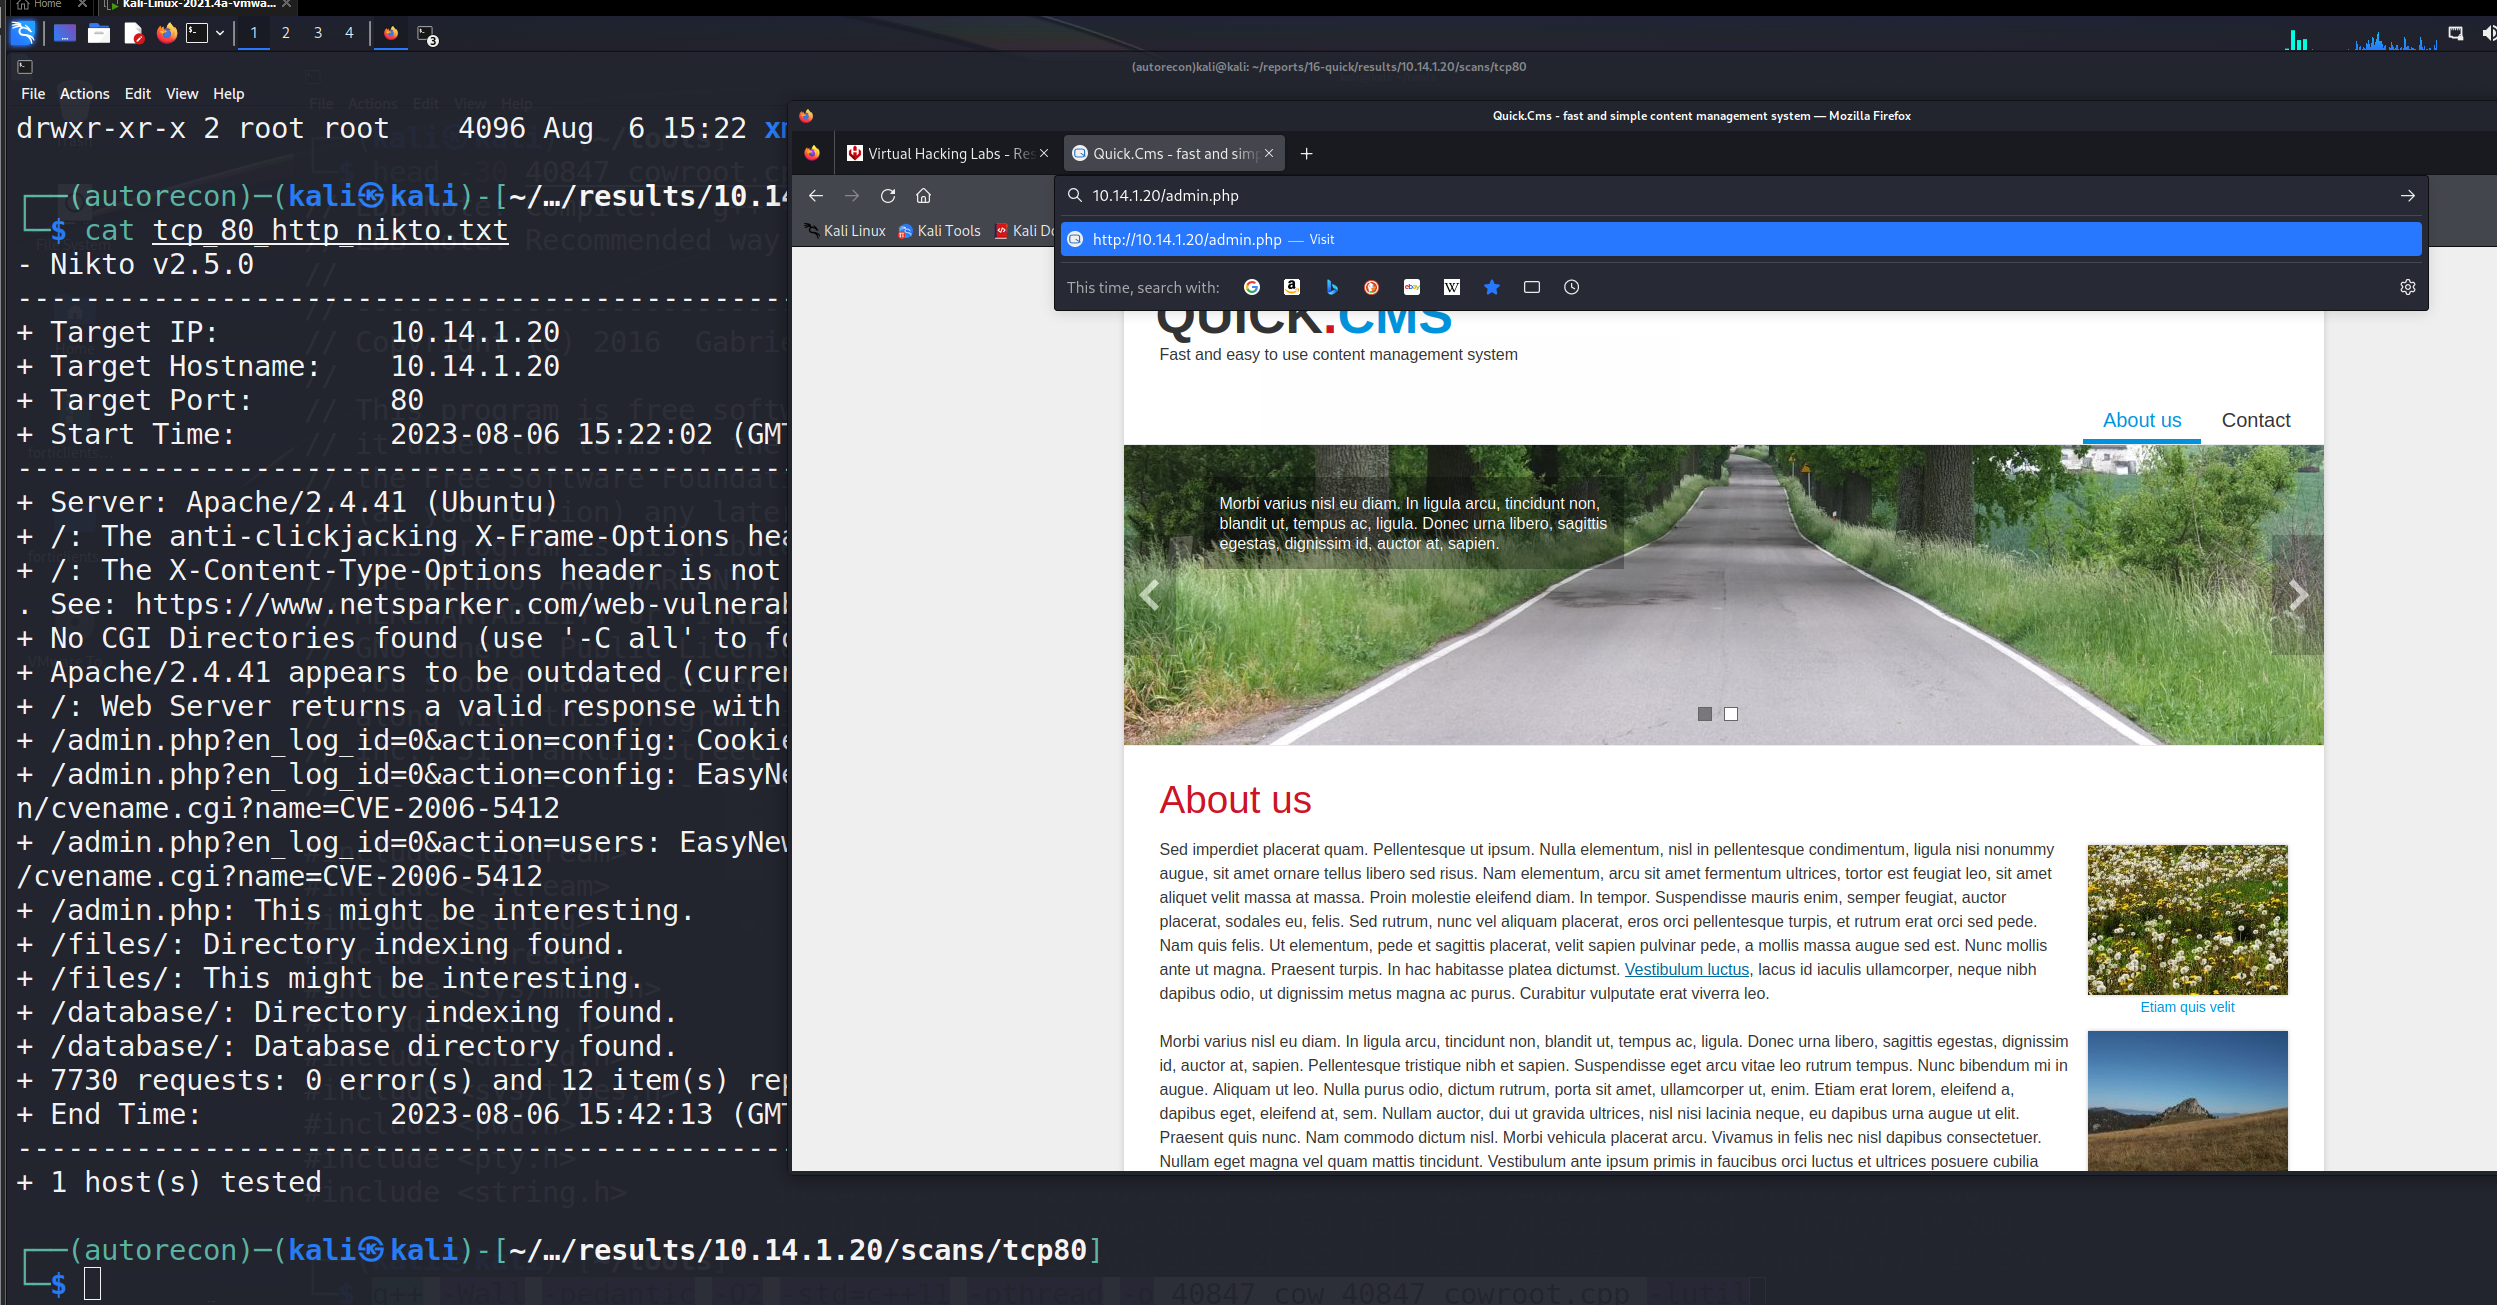 Home
Kali-Linux-2021.4a-vmwa...
1 2 3 4
3
(autorecon)kali@kali: ~/reports/16-quick/results/10.14.1.20/scans/tcp80
File Actions Edit View Help
drwxr-xr-x 2 root root    4096 Aug  6 15:22
┌──(autorecon)─(kali㉿kali)-[~/…/results/10.14
└─$ cat tcp_80_http_nikto.txt
- Nikto v2.5.0
---------------------------------------------
+ Target IP:          10.14.1.20
+ Target Hostname:    10.14.1.20
+ Target Port:        80
+ Start Time:         2023-08-06 15:22:02 (GMT
---------------------------------------------
+ Server: Apache/2.4.41 (Ubuntu)
+ /: The anti-clickjacking X-Frame-Options hea
+ /: The X-Content-Type-Options header is not
. See: https://www.netsparker.com/web-vulnerab
+ No CGI Directories found (use '-C all' to fo
+ Apache/2.4.41 appears to be outdated (curren
+ /: Web Server returns a valid response with
+ /admin.php?en_log_id=0&action=config: Cookie
+ /admin.php?en_log_id=0&action=config: EasyNe
n/cvename.cgi?name=CVE-2006-5412
+ /admin.php?en_log_id=0&action=users: EasyNew
/cvename.cgi?name=CVE-2006-5412
+ /admin.php: This might be interesting.
+ /files/: Directory indexing found.
+ /files/: This might be interesting.
+ /database/: Directory indexing found.
+ /database/: Database directory found.
+ 7730 requests: 0 error(s) and 12 item(s) rep
+ End Time:           2023-08-06 15:42:13 (GMT
---------------------------------------------
+ 1 host(s) tested
┌──(autorecon)─(kali㉿kali)-[~/…/results/10.14.1.20/scans/tcp80]
└─$
Quick.Cms - fast and simple content management system — Mozilla Firefox
Virtual Hacking Labs - Res
Quick.Cms - fast and simp
10.14.1.20/admin.php
Kali Linux Kali Tools Kali Do
http://10.14.1.20/admin.php — Visit
This time, search with:
QUICK.CMS
Fast and easy to use content management system
About us Contact
Morbi varius nisl eu diam. In ligula arcu, tincidunt non,
blandit ut, tempus ac, ligula. Donec urna libero, sagittis
egestas, dignissim id, auctor at, sapien.
About us
Sed imperdiet placerat quam. Pellentesque ut ipsum. Nulla elementum, nisl in pellentesque condimentum, ligula nisi nonummy
augue, sit amet ornare tellus libero sed risus. Nam elementum, arcu sit amet fermentum ultrices, tortor est feugiat leo, sit amet
aliquet velit massa at massa. Proin molestie eleifend diam. In tempor. Suspendisse mauris enim, semper feugiat, auctor
placerat, sodales eu, felis. Sed rutrum, nunc vel aliquam placerat, eros orci pellentesque turpis, et rutrum erat orci sed pede.
Nam quis felis. Ut elementum, pede et sagittis placerat, velit sapien pulvinar pede, a mollis massa augue sed est. Nunc mollis
ante ut magna. Praesent turpis. In hac habitasse platea dictumst. Vestibulum luctus, lacus id iaculis ullamcorper, neque nibh
dapibus odio, ut dignissim metus magna ac purus. Curabitur vulputate erat viverra leo.
Etiam quis velit
Morbi varius nisl eu diam. In ligula arcu, tincidunt non, blandit ut, tempus ac, ligula. Donec urna libero, sagittis egestas, dignissim
id, auctor at, sapien. Pellentesque tristique nibh et sapien. Suspendisse eget arcu vitae leo rutrum tempus. Nunc bibendum mi in
augue. Aliquam ut leo. Nulla purus odio, dictum rutrum, porta sit amet, ullamcorper ut, enim. Etiam erat lorem, eleifend a,
dapibus eget, eleifend at, sem. Nullam auctor, dui ut gravida ultrices, nisl nisi lacinia neque, eu dapibus urna augue ut elit.
Praesent quis nunc. Nam commodo dictum nisl. Morbi vehicula placerat arcu. Vivamus in felis nec nisl dapibus consectetuer.
Nullam eget magna vel quam mattis tincidunt. Vestibulum ante ipsum primis in faucibus orci luctus et ultrices posuere cubilia